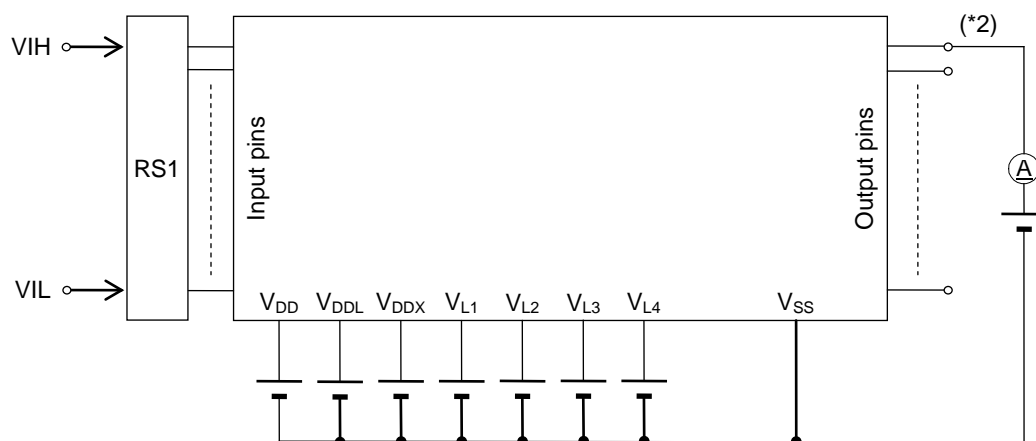 (*2)
VIH
RS1
Input pins
Output pins
A
VIL
VDD VDDL VDDX VL1 VL2 VL3 VL4 VSS